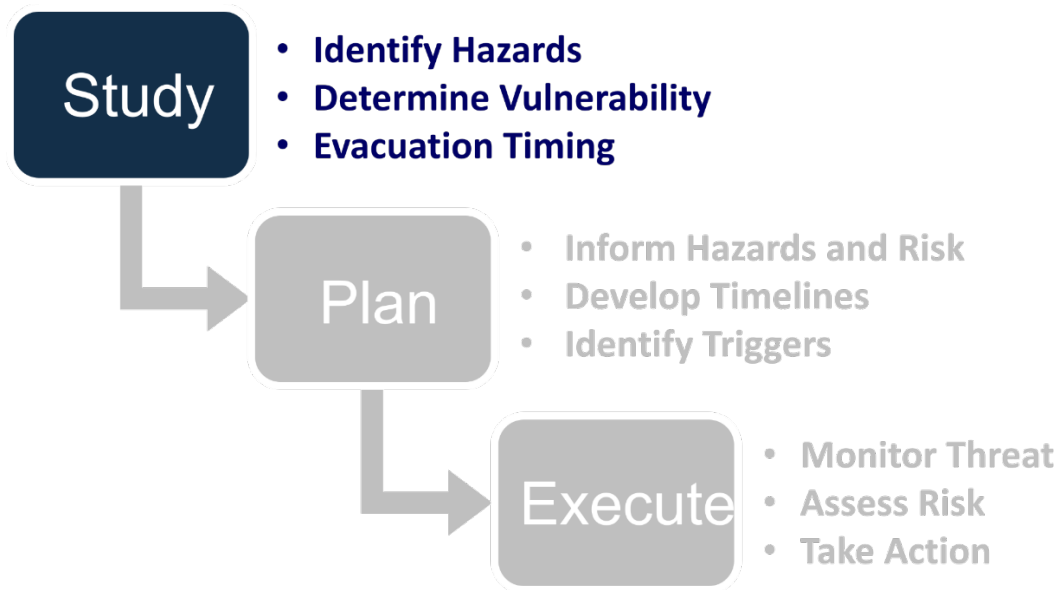 Study
• Identify Hazards
• Determine Vulnerability
• Evacuation Timing
Plan
• Inform Hazards and Risk
• Develop Timelines
• Identify Triggers
Execute
• Monitor Threat
• Assess Risk
• Take Action